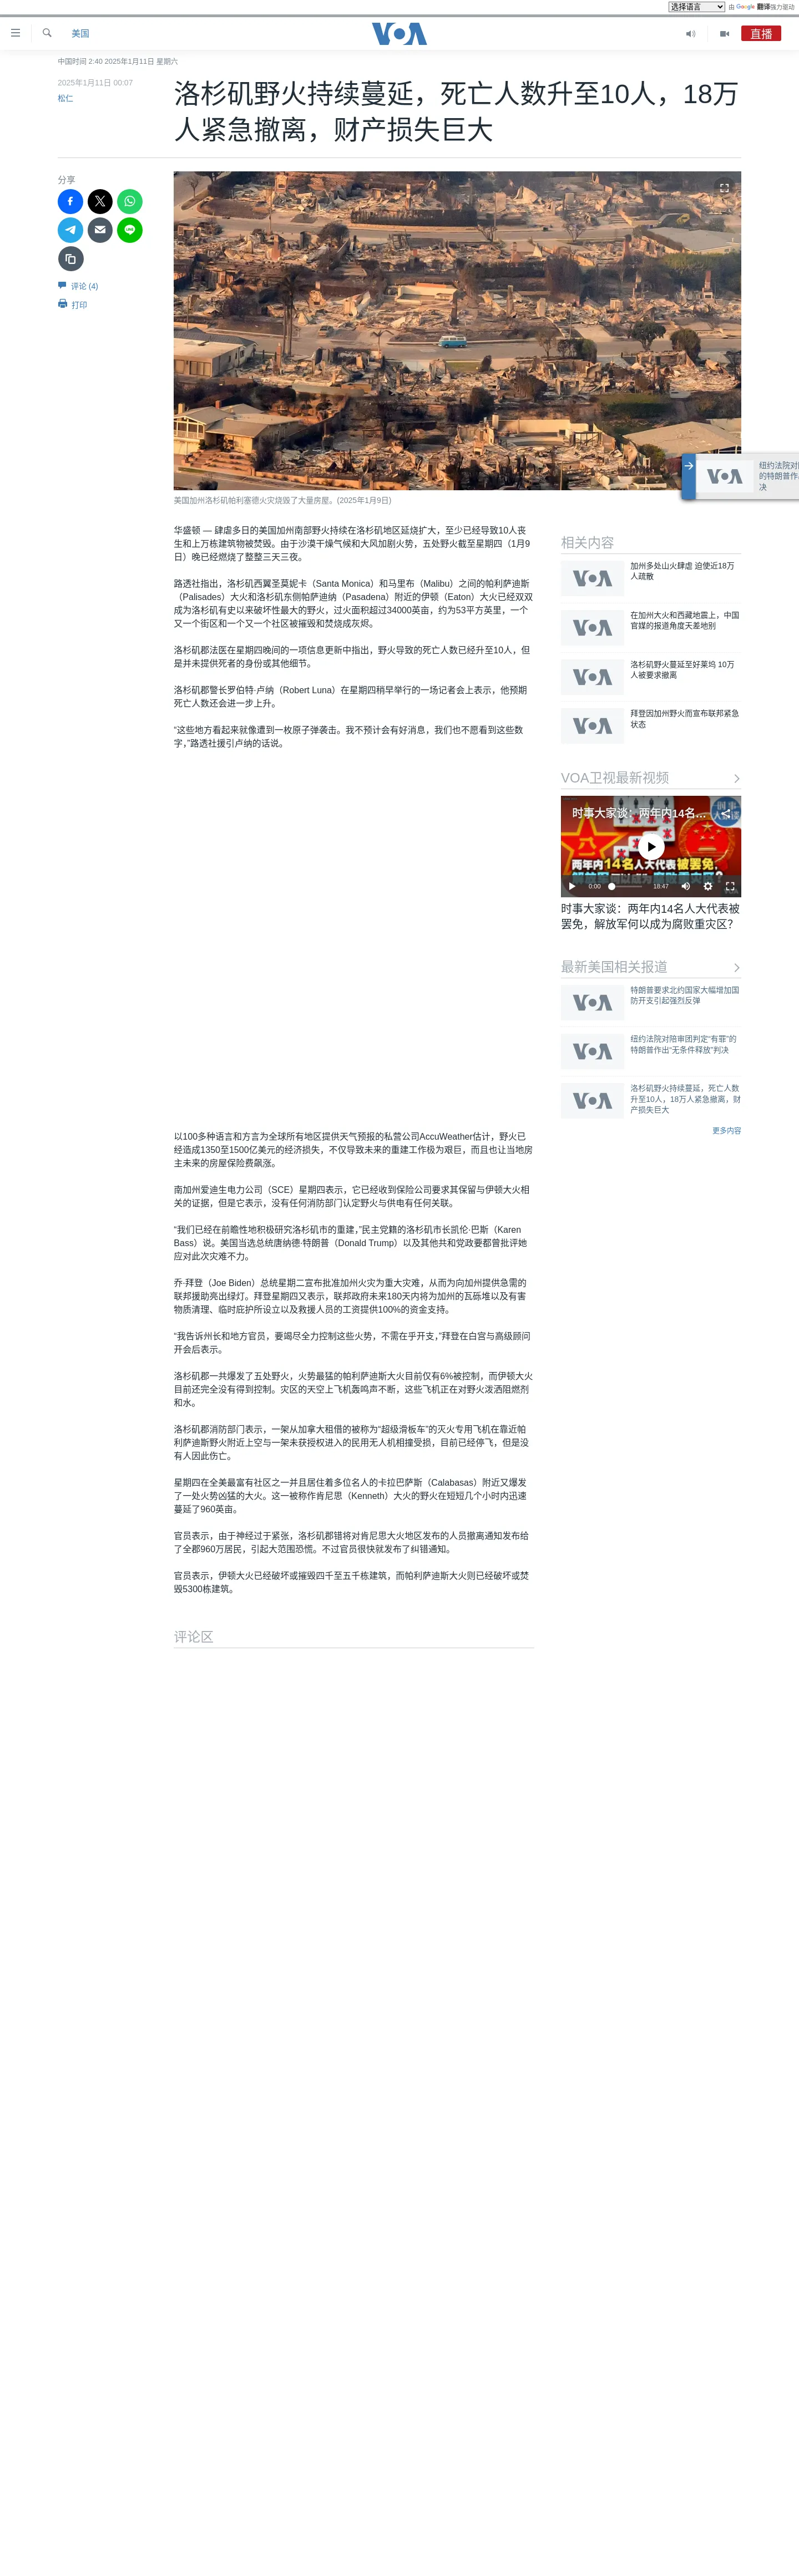 选择语言
由 Google 翻译强力驱动
美国
VOA
直播
中国时间 2:40 2025年1月11日 星期六
2025年1月11日 00:07
松仁
洛杉矶野火持续蔓延，死亡人数升至10人，18万
人紧急撤离，财产损失巨大
分享
评论 (4)
打印
美国加州洛杉矶帕利塞德火灾烧毁了大量房屋。(2025年1月9日)
华盛顿 — 肆虐多日的美国加州南部野火持续在洛杉矶地区延烧扩大，至少已经导致10人丧
生和上万栋建筑物被焚毁。由于沙漠干燥气候和大风加剧火势，五处野火截至星期四（1月9
日）晚已经燃烧了整整三天三夜。
路透社指出，洛杉矶西翼圣莫妮卡（Santa Monica）和马里布（Malibu）之间的帕利萨迪斯
（Palisades）大火和洛杉矶东侧帕萨迪纳（Pasadena）附近的伊顿（Eaton）大火已经双双
成为洛杉矶有史以来破坏性最大的野火，过火面积超过34000英亩，约为53平方英里，一个
又一个街区和一个又一个社区被摧毁和焚烧成灰烬。
洛杉矶郡法医在星期四晚间的一项信息更新中指出，野火导致的死亡人数已经升至10人，但
是并未提供死者的身份或其他细节。
洛杉矶郡警长罗伯特·卢纳（Robert Luna）在星期四稍早举行的一场记者会上表示，他预期
死亡人数还会进一步上升。
“这些地方看起来就像遭到一枚原子弹袭击。我不预计会有好消息，我们也不愿看到这些数
字，”路透社援引卢纳的话说。
以100多种语言和方言为全球所有地区提供天气预报的私营公司AccuWeather估计，野火已
经造成1350至1500亿美元的经济损失，不仅导致未来的重建工作极为艰巨，而且也让当地房
主未来的房屋保险费飙涨。
南加州爱迪生电力公司（SCE）星期四表示，它已经收到保险公司要求其保留与伊顿大火相
关的证据，但是它表示，没有任何消防部门认定野火与供电有任何关联。
“我们已经在前瞻性地积极研究洛杉矶市的重建，”民主党籍的洛杉矶市长凯伦·巴斯（Karen
Bass）说。美国当选总统唐纳德·特朗普（Donald Trump）以及其他共和党政要都曾批评她
应对此次灾难不力。
乔·拜登（Joe Biden）总统星期二宣布批准加州火灾为重大灾难，从而为向加州提供急需的
联邦援助亮出绿灯。拜登星期四又表示，联邦政府未来180天内将为加州的瓦砾堆以及有害
物质清理、临时庇护所设立以及救援人员的工资提供100%的资金支持。
“我告诉州长和地方官员，要竭尽全力控制这些火势，不需在乎开支，”拜登在白宫与高级顾问
开会后表示。
洛杉矶郡一共爆发了五处野火，火势最猛的帕利萨迪斯大火目前仅有6%被控制，而伊顿大火
目前还完全没有得到控制。灾区的天空上飞机轰鸣声不断，这些飞机正在对野火泼洒阻燃剂
和水。
洛杉矶郡消防部门表示，一架从加拿大租借的被称为“超级滑板车”的灭火专用飞机在靠近帕
利萨迪斯野火附近上空与一架未获授权进入的民用无人机相撞受损，目前已经停飞，但是没
有人因此伤亡。
星期四在全美最富有社区之一并且居住着多位名人的卡拉巴萨斯（Calabasas）附近又爆发
了一处火势凶猛的大火。这一被称作肯尼思（Kenneth）大火的野火在短短几个小时内迅速
蔓延了960英亩。
官员表示，由于神经过于紧张，洛杉矶郡错将对肯尼思大火地区发布的人员撤离通知发布给
了全郡960万居民，引起大范围恐慌。不过官员很快就发布了纠错通知。
官员表示，伊顿大火已经破坏或摧毁四千至五千栋建筑，而帕利萨迪斯大火则已经破坏或焚
毁5300栋建筑。
评论区
VOA
纽约法院对陪
的特朗普作出
决
相关内容
VOA
加州多处山火肆虐 迫使近18万
人疏散
VOA
在加州大火和西藏地震上，中国
官媒的报道角度天差地别
VOA
洛杉矶野火蔓延至好莱坞 10万
人被要求撤离
VOA
拜登因加州野火而宣布联邦紧急
状态
VOA卫视最新视频
时事大家谈：两年内14名...
两年内14名人大代表被罢免，
0:00
18:47
时事大家谈：两年内14名人大代表被
罢免，解放军何以成为腐败重灾区？
最新美国相关报道
VOA
特朗普要求北约国家大幅增加国
防开支引起强烈反弹
VOA
纽约法院对陪审团判定“有罪”的
特朗普作出“无条件释放”判决
VOA
洛杉矶野火持续蔓延，死亡人数
升至10人，18万人紧急撤离，财
产损失巨大
更多内容